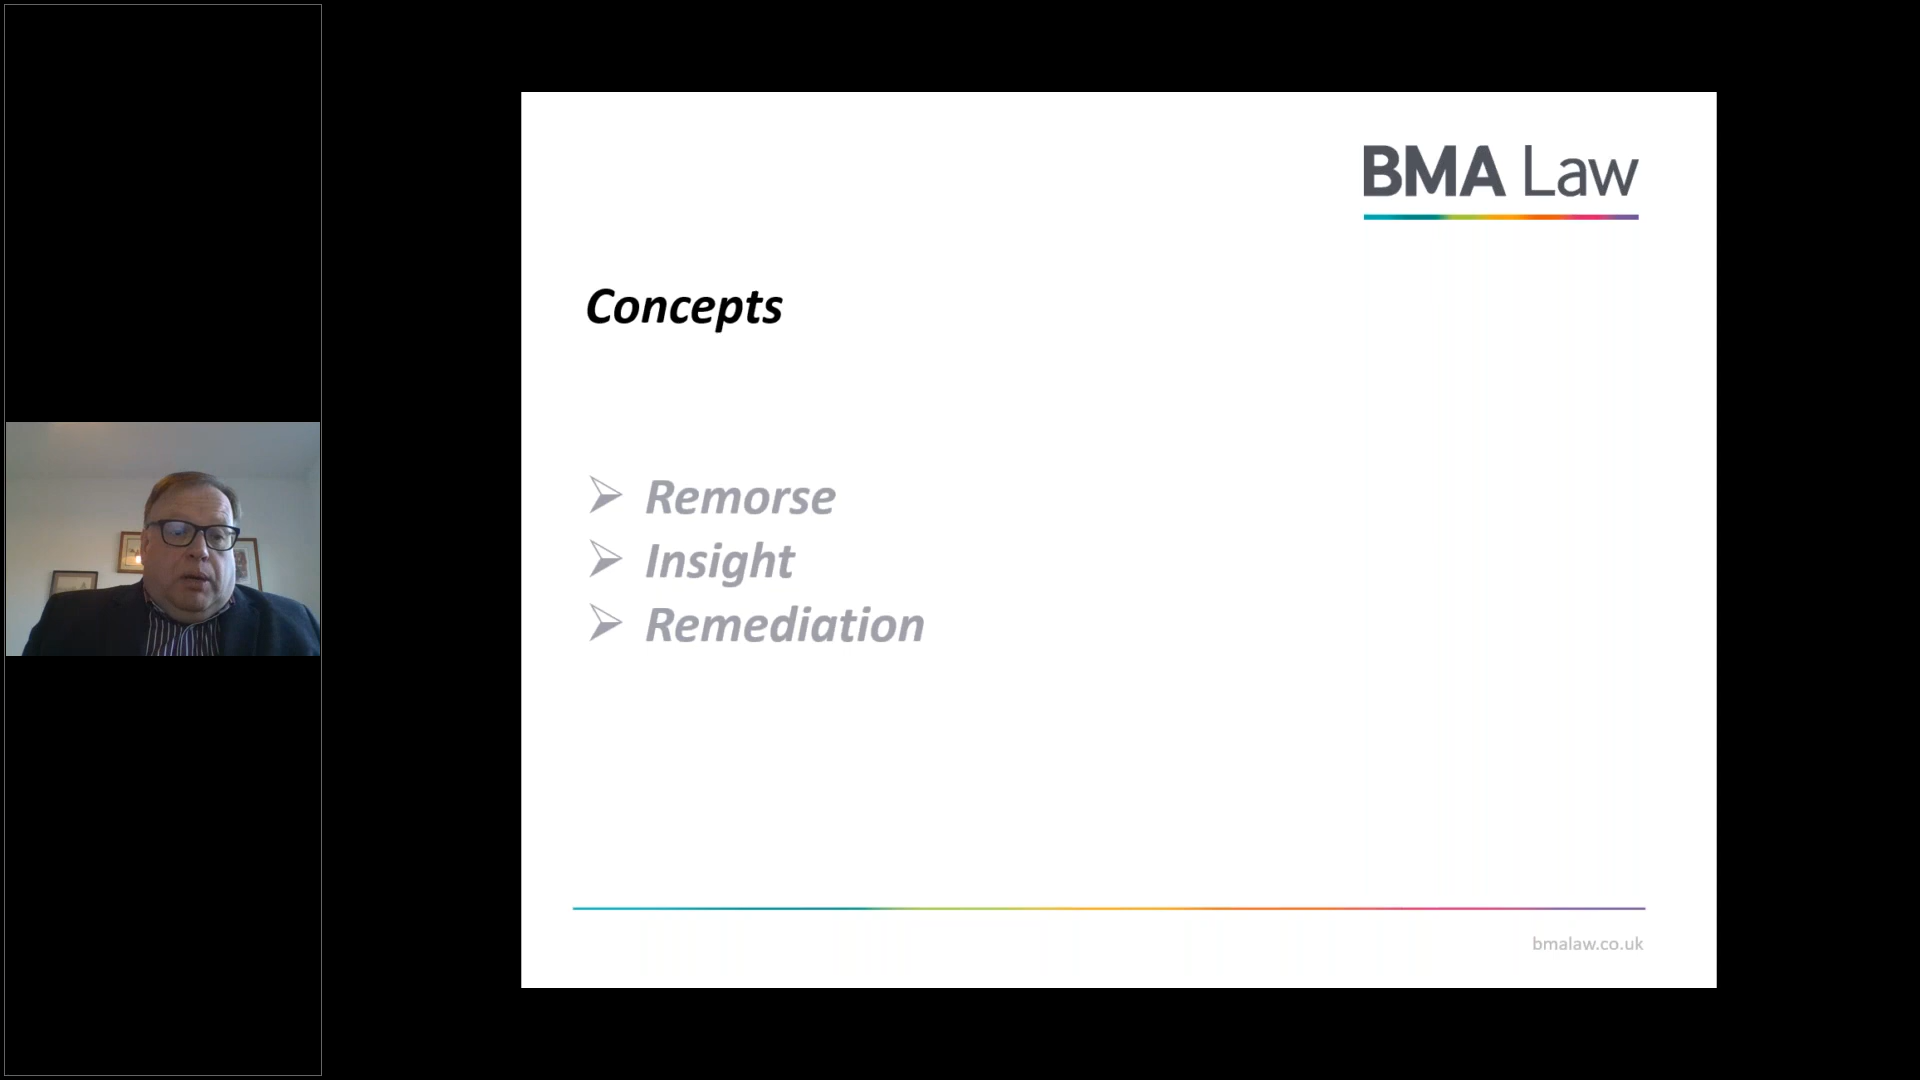 BMA Law
Concepts
Remorse
Insight
Remediation
bmalaw.co.uk